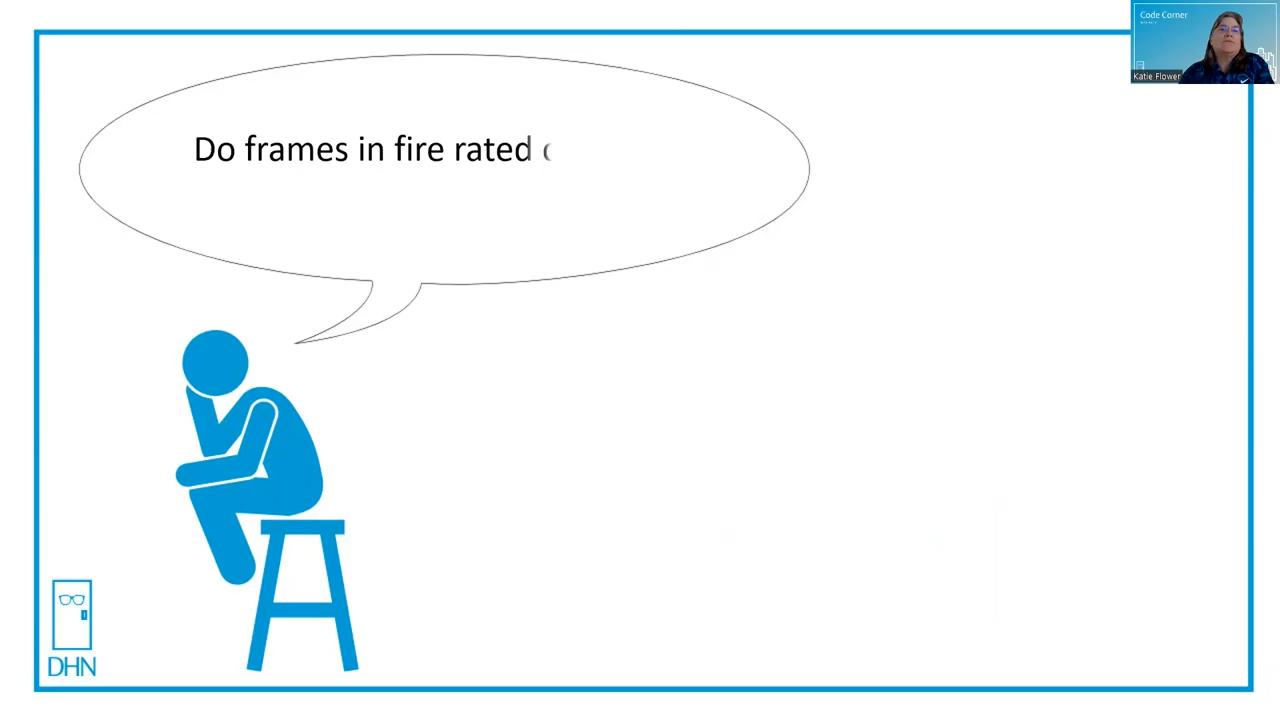 Code Corner
Katie Flower
Do frames in fire rated
DHN